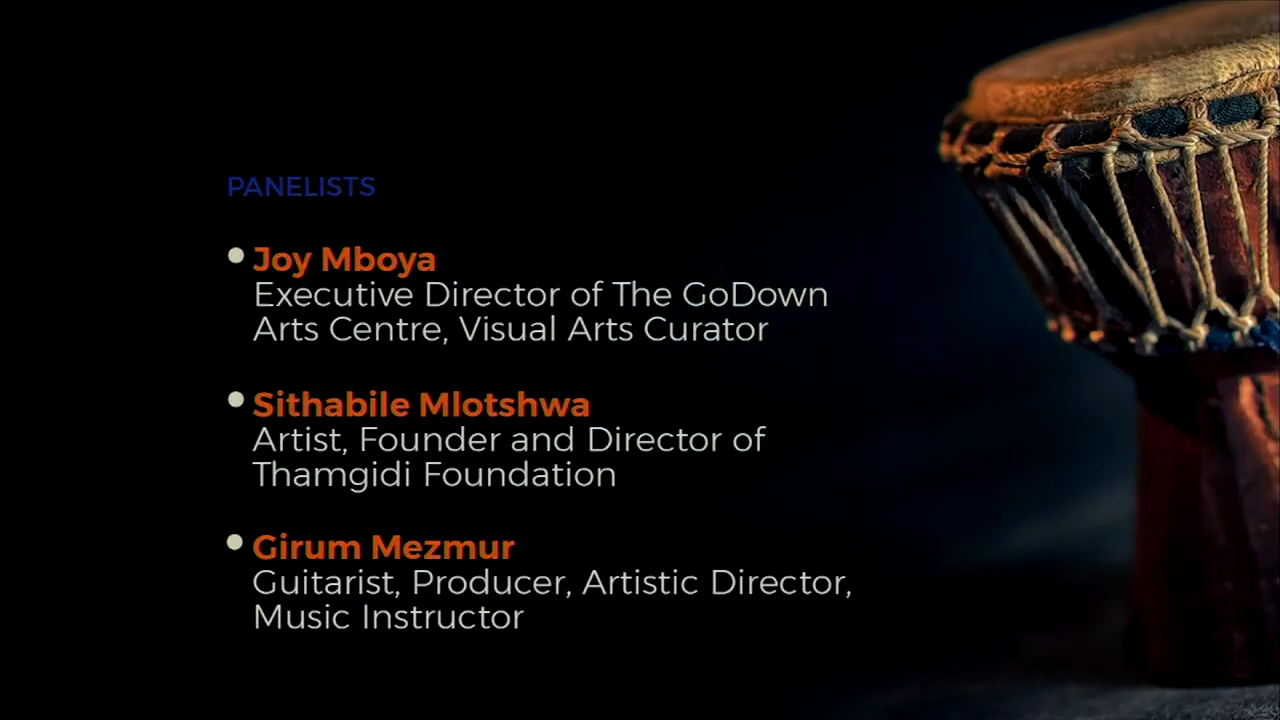 PANELISTS
• Joy Mboya
Executive Director of The GoDown
Arts Centre, Visual Arts Curator
• Sithabile Mlotshwa
Artist, Founder and Director of
Thamgidi Foundation
• Girum Mezmur
Guitarist, Producer, Artistic Director,
Music Instructor